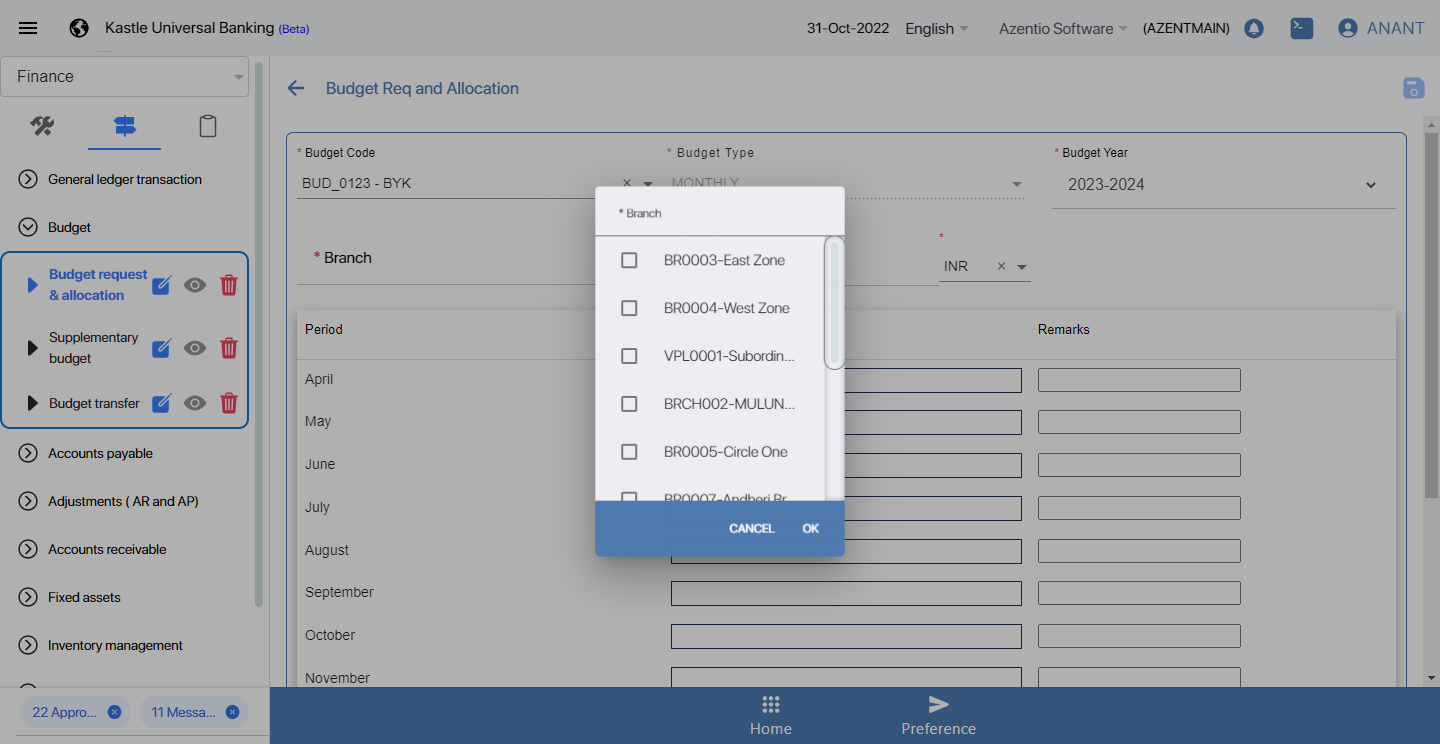 Kastle Universal Banking (Beta)
31-Oct-2022
English
Azentio Software
(AZENTMAIN)
ANANT
Finance
General ledger transaction
Budget
Budget request
& allocation
Supplementary
budget
Budget transfer
Accounts payable
Adjustments ( AR and AP)
Accounts receivable
Fixed assets
Inventory management
22 Appro...
11 Messa...
Budget Req and Allocation
* Budget Code
* Budget Type
* Budget Year
BUD_0123 - BYK
MONTHLY
2023-2024
* Branch
*
INR
Period
Remarks
April
May
June
July
August
September
October
November
* Branch
BR0003-East Zone
BR0004-West Zone
VPL0001-Subordin...
BRCH002-MULUN...
BR0005-Circle One
BR0007-Andheri Br
CANCEL
OK
Home
Preference